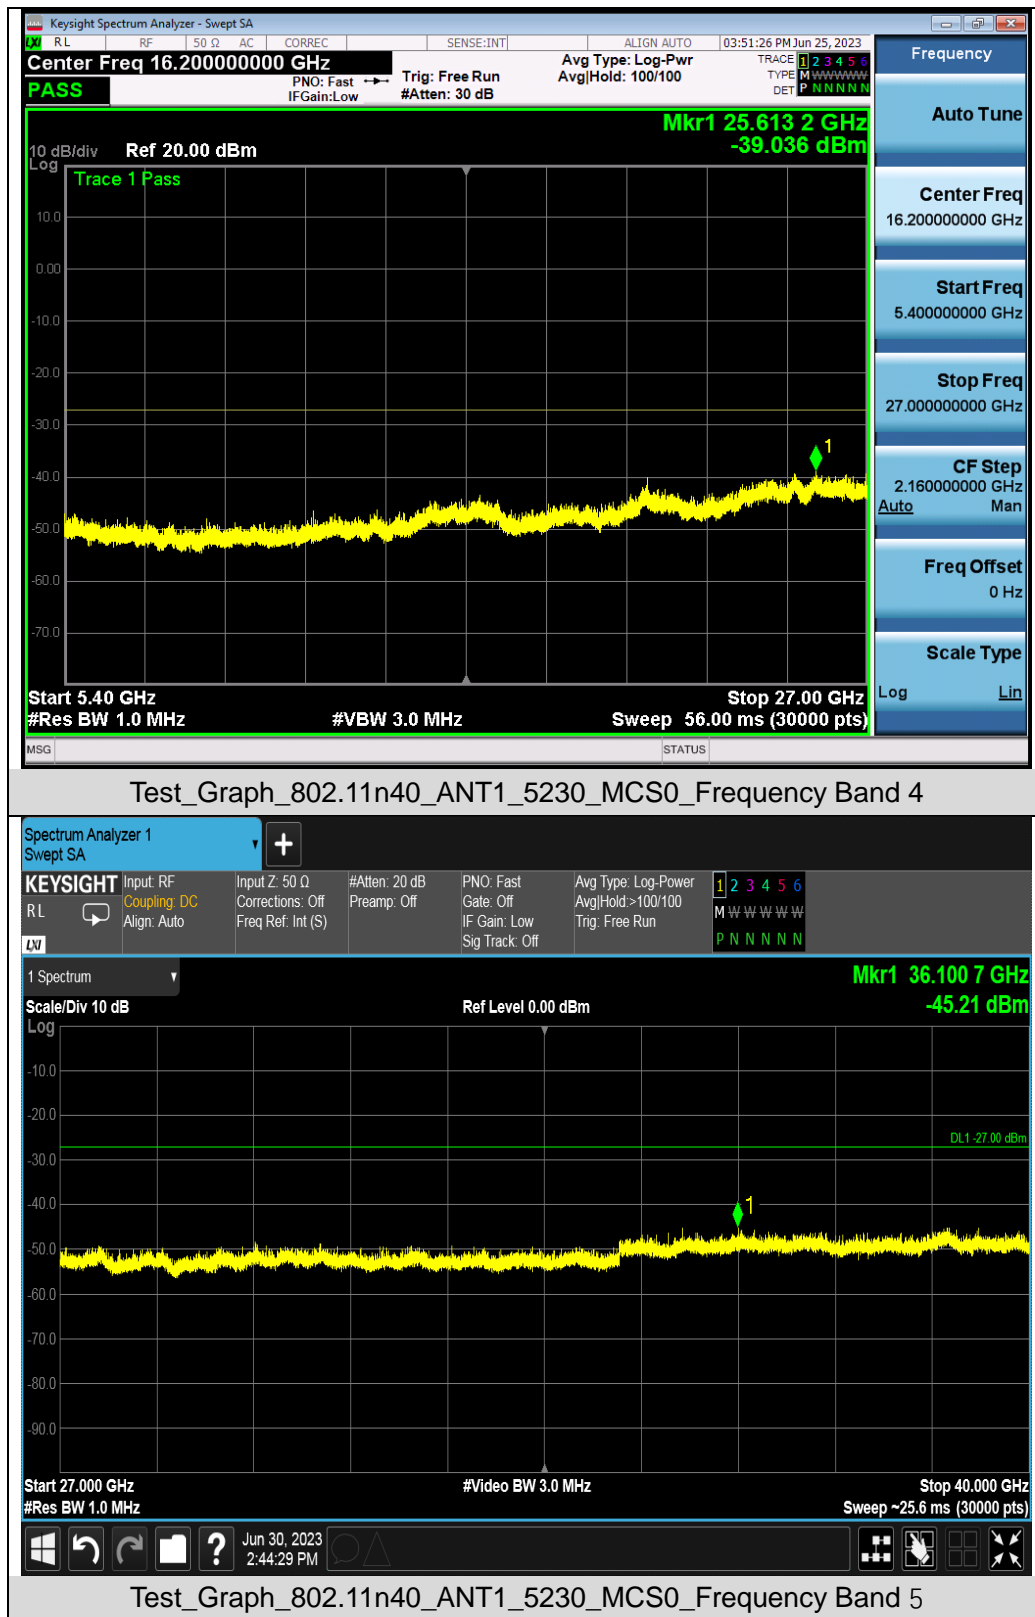 Keysight Spectrum Analyzer - Swept SA
LXI RL RF 50 Ω AC CORREC SENSE:INT ALIGN AUTO 03:51:26 PM Jun 25, 2023
Center Freq 16.200000000 GHz
PASS
PNO: Fast
IFGain:Low
Trig: Free Run
#Atten: 30 dB
Avg Type: Log-Pwr
Avg|Hold: 100/100
TRACE 1 2 3 4 5 6
TYPE M W W W W W
DET P N N N N N
Mkr1 25.613 2 GHz
-39.036 dBm
10 dB/div Ref 20.00 dBm
Log
Trace 1 Pass
10.0
0.00
-10.0
-20.0
-30.0
-40.0
-50.0
-60.0
-70.0
1
Start 5.40 GHz
Stop 27.00 GHz
#Res BW 1.0 MHz
#VBW 3.0 MHz
Sweep 56.00 ms (30000 pts)
MSG
STATUS
Frequency
Auto Tune
Center Freq
16.200000000 GHz
Start Freq
5.400000000 GHz
Stop Freq
27.000000000 GHz
CF Step
2.160000000 GHz
Auto Man
Freq Offset
0 Hz
Scale Type
Log Lin
Test_Graph_802.11n40_ANT1_5230_MCS0_Frequency Band 4
Spectrum Analyzer 1
Swept SA
+
KEYSIGHT
RL
LXI
Input: RF
Coupling: DC
Align: Auto
Input Z: 50 Ω
Corrections: Off
Freq Ref: Int (S)
#Atten: 20 dB
Preamp: Off
PNO: Fast
Gate: Off
IF Gain: Low
Sig Track: Off
Avg Type: Log-Power
Avg|Hold:>100/100
Trig: Free Run
1 2 3 4 5 6
M W W W W W
P N N N N N
1 Spectrum
Mkr1 36.100 7 GHz
-45.21 dBm
Scale/Div 10 dB
Ref Level 0.00 dBm
Log
-10.0
-20.0
-30.0
-40.0
-50.0
-60.0
-70.0
-80.0
-90.0
DL1 -27.00 dBm
1
Start 27.000 GHz
#Video BW 3.0 MHz
Stop 40.000 GHz
#Res BW 1.0 MHz
Sweep ~25.6 ms (30000 pts)
?
Jun 30, 2023
2:44:29 PM
Test_Graph_802.11n40_ANT1_5230_MCS0_Frequency Band 5